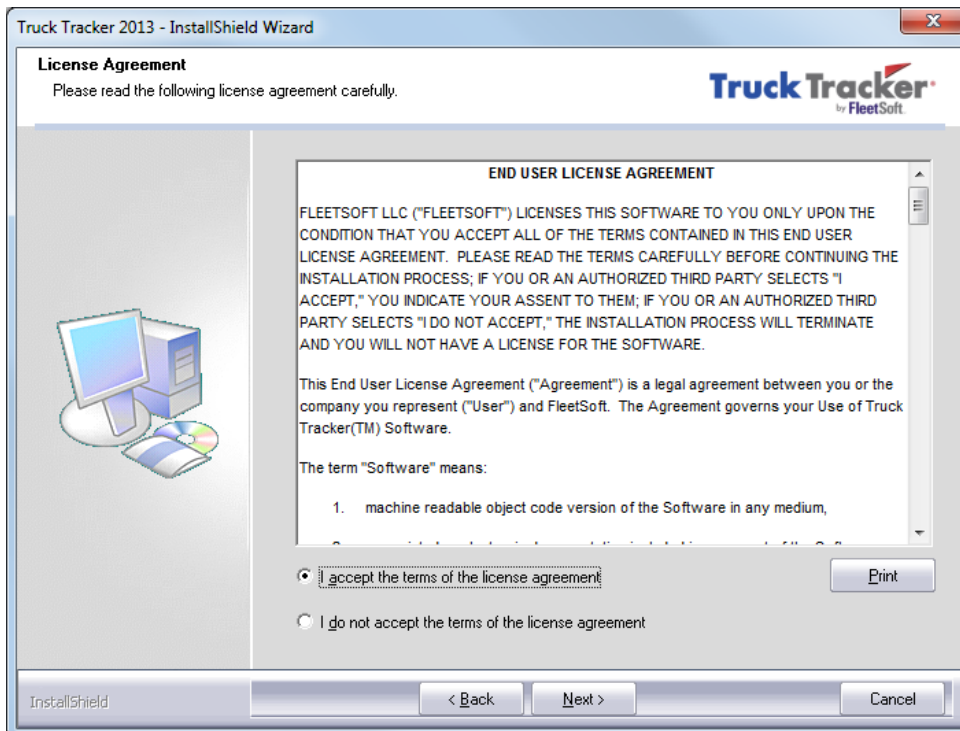 Truck Tracker 2013 - InstallShield Wizard
License Agreement
Please read the following license agreement carefully.
Truck Tracker
by FleetSoft
END USER LICENSE AGREEMENT
FLEETSOFT LLC ("FLEETSOFT") LICENSES THIS SOFTWARE TO YOU ONLY UPON THE
CONDITION THAT YOU ACCEPT ALL OF THE TERMS CONTAINED IN THIS END USER
LICENSE AGREEMENT.  PLEASE READ THE TERMS CAREFULLY BEFORE CONTINUING THE
INSTALLATION PROCESS; IF YOU OR AN AUTHORIZED THIRD PARTY SELECTS "I
ACCEPT," YOU INDICATE YOUR ASSENT TO THEM; IF YOU OR AN AUTHORIZED THIRD
PARTY SELECTS "I DO NOT ACCEPT," THE INSTALLATION PROCESS WILL TERMINATE
AND YOU WILL NOT HAVE A LICENSE FOR THE SOFTWARE.
This End User License Agreement ("Agreement") is a legal agreement between you or the
company you represent ("User") and FleetSoft.  The Agreement governs your Use of Truck
Tracker(TM) Software.
The term "Software" means:
1. machine readable object code version of the Software in any medium,
I accept the terms of the license agreement
Print
I do not accept the terms of the license agreement
InstallShield
< Back
Next >
Cancel